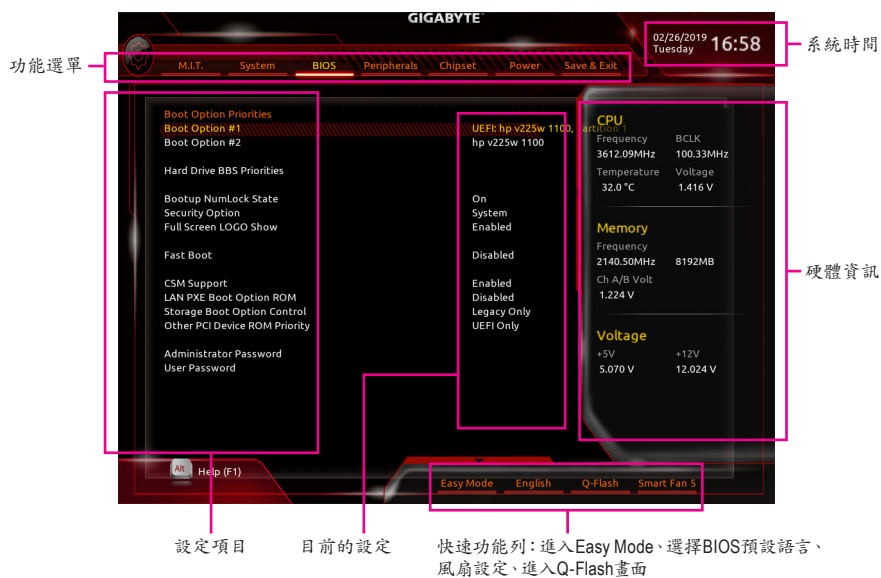 GIGABYTE
02/26/2019
Tuesday
16:58
系統時間
功能選單
M.I.T.
System
BIOS
Peripherals
Chipset
Power
Save & Exit
Boot Option Priorities
Boot Option #1
UEFI: hp v225w 1100, Partition 1
Boot Option #2
hp v225w 1100
Hard Drive BBS Priorities
Bootup NumLock State
On
Security Option
System
Full Screen LOGO Show
Enabled
Fast Boot
Disabled
CSM Support
Enabled
LAN PXE Boot Option ROM
Disabled
Storage Boot Option Control
Legacy Only
Other PCI Device ROM Priority
UEFI Only
Administrator Password
User Password
CPU
Frequency
BCLK
3612.09MHz
100.33MHz
Temperature
Voltage
32.0 °C
1.416 V
Memory
Frequency
2140.50MHz
8192MB
Ch A/B Volt
1.224 V
Voltage
+5V
+12V
5.070 V
12.024 V
硬體資訊
Alt
Help (F1)
Easy Mode
English
Q-Flash
Smart Fan 5
設定項目
目前的設定
快速功能列：進入Easy Mode、選擇BIOS預設語言、
風扇設定、進入Q-Flash畫面